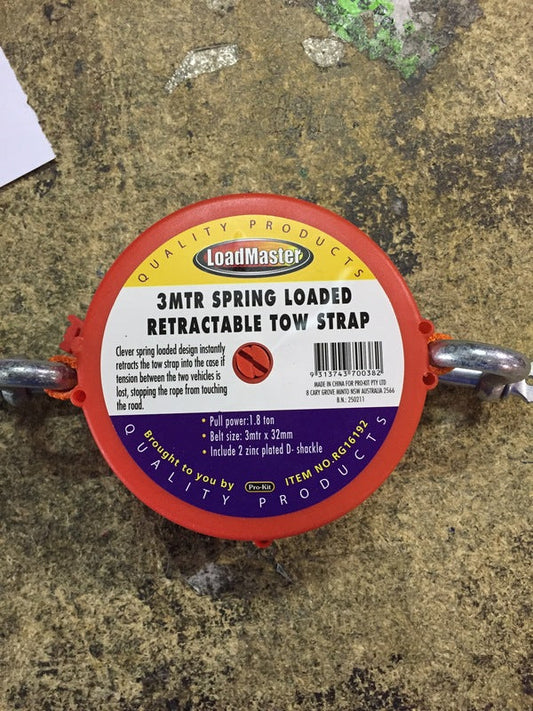 QUALITY PRODUCTS
LoadMaster
3MTR SPRING LOADED
RETRACTABLE TOW STRAP
Clever spring loaded design instantly
retracts the tow strap into the case if
tension between the two vehicles is
lost, stopping the rope from touching
the road.
9 313743 700382
MADE IN CHINA FOR PRO-KIT PTY LTD
8 CARY GROVE MINTO NSW AUSTRALIA 2566
B.N.: 250211
• Pull power:1.8 ton
• Belt size: 3mtr x 32mm
• Include 2 zinc plated D- shackle
Brought to you by Pro-Kit ITEM NO.RG16192
QUALITY PRODUCTS